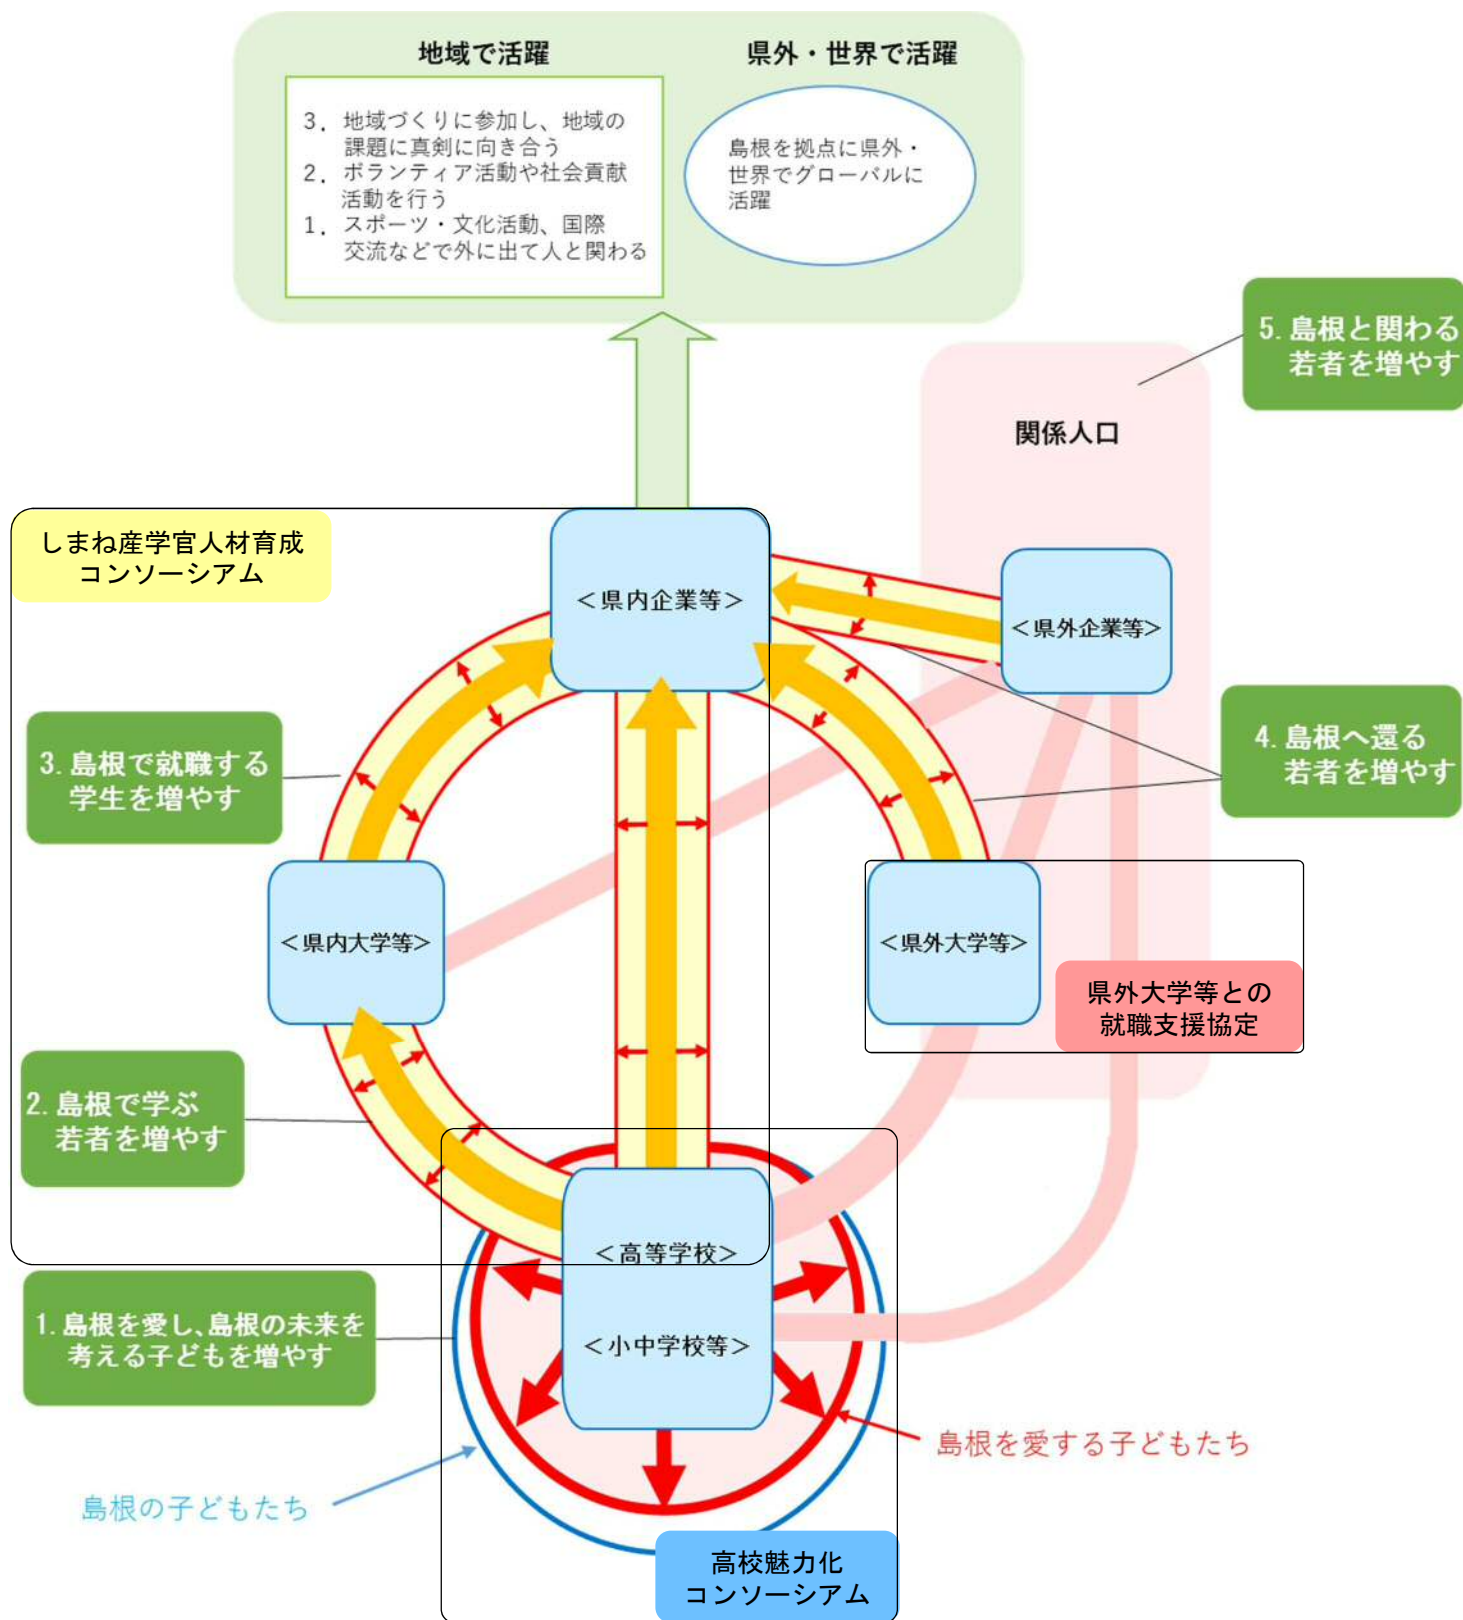 地域で活躍
3．地域づくりに参加し、地域の
課題に真剣に向き合う
2．ボランティア活動や社会貢献
活動を行う
1．スポーツ・文化活動、国際
交流などで外に出て人と関わる
県外・世界で活躍
島根を拠点に県外・
世界でグローバルに
活躍
5. 島根と関わる
若者を増やす
関係人口
しまね産学官人材育成
コンソーシアム
＜県内企業等＞
＜県外企業等＞
3. 島根で就職する
学生を増やす
4. 島根へ還る
若者を増やす
＜県内大学等＞
＜県外大学等＞
県外大学等との
就職支援協定
2. 島根で学ぶ
若者を増やす
＜高等学校＞
＜小中学校等＞
1. 島根を愛し、島根の未来を
考える子どもを増やす
島根を愛する子どもたち
島根の子どもたち
高校魅力化
コンソーシアム